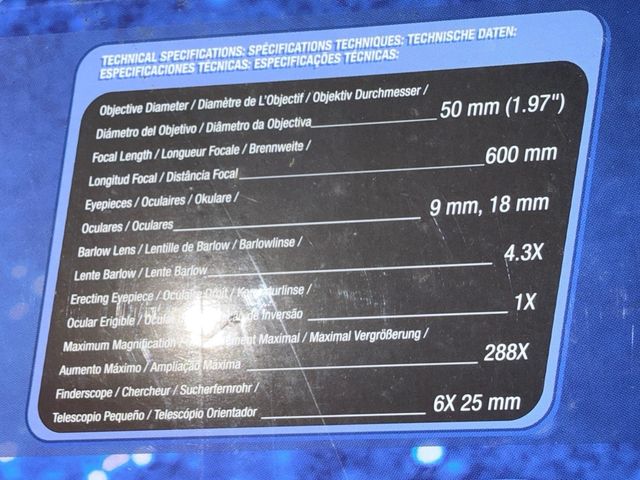 TECHNICAL SPECIFICATIONS: SPÉCIFICATIONS TECHNIQUES: TECHNISCHE DATEN:
ESPECIFICACIONES TÉCNICAS: ESPECIFICAÇÕES TÉCNICAS:
Objective Diameter / Diamètre de L'Objectif / Objektiv Durchmesser /
Diámetro del Objetivo / Diâmetro da Objectiva 50 mm (1.97")
Focal Length / Longueur Focale / Brennweite /
Longitud Focal / Distância Focal 600 mm
Eyepieces / Oculaires / Okulare /
Oculares / Oculares 9 mm, 18 mm
Barlow Lens / Lentille de Barlow / Barlowlinse /
Lente Barlow / Lente Barlow 4.3X
Erecting Eyepiece / Oculaire Droit /
Ocular Erigible / de Inversão 1X
Maximum Magnification / Maximal / Maximal Vergrößerung /
Aumento Máximo / Ampliação Máxima 288X
Finderscope / Chercheur / Sucherfernrohr /
Telescopio Pequeño / Telescópio Orientador 6X 25 mm